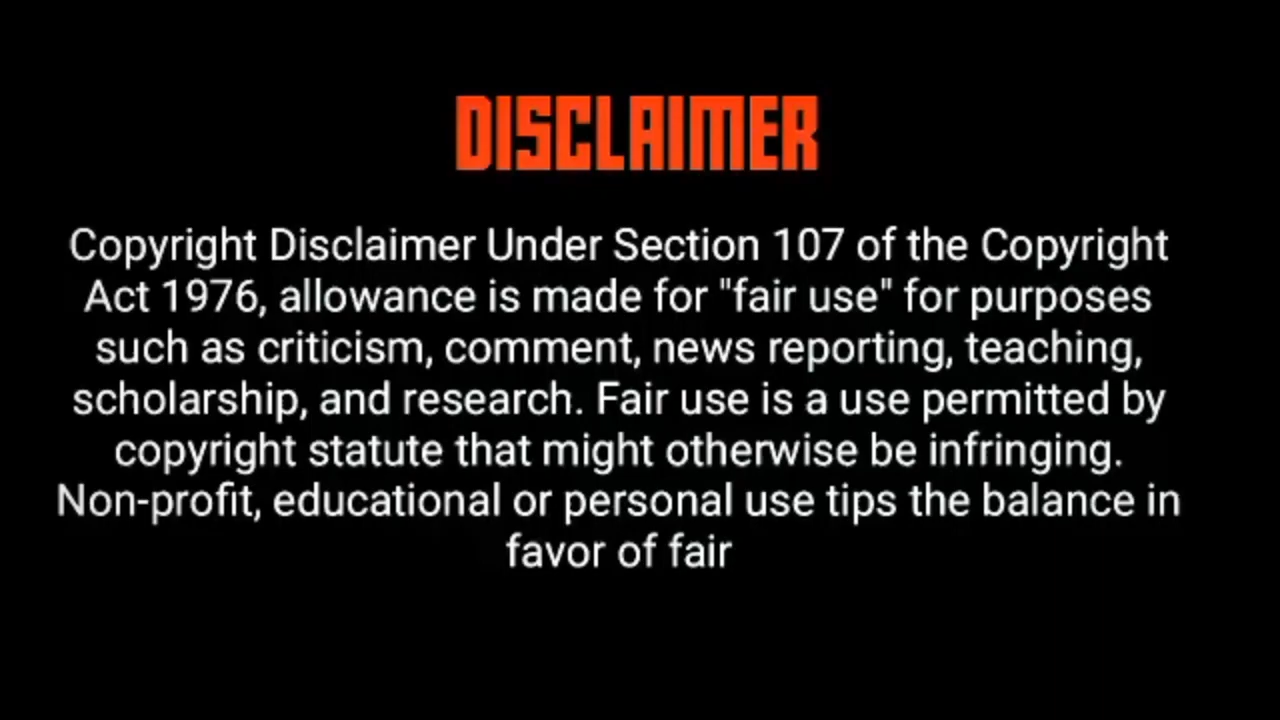 DISCLAIMER
Copyright Disclaimer Under Section 107 of the Copyright
Act 1976, allowance is made for "fair use" for purposes
such as criticism, comment, news reporting, teaching,
scholarship, and research. Fair use is a use permitted by
copyright statute that might otherwise be infringing.
Non-profit, educational or personal use tips the balance in
favor of fair